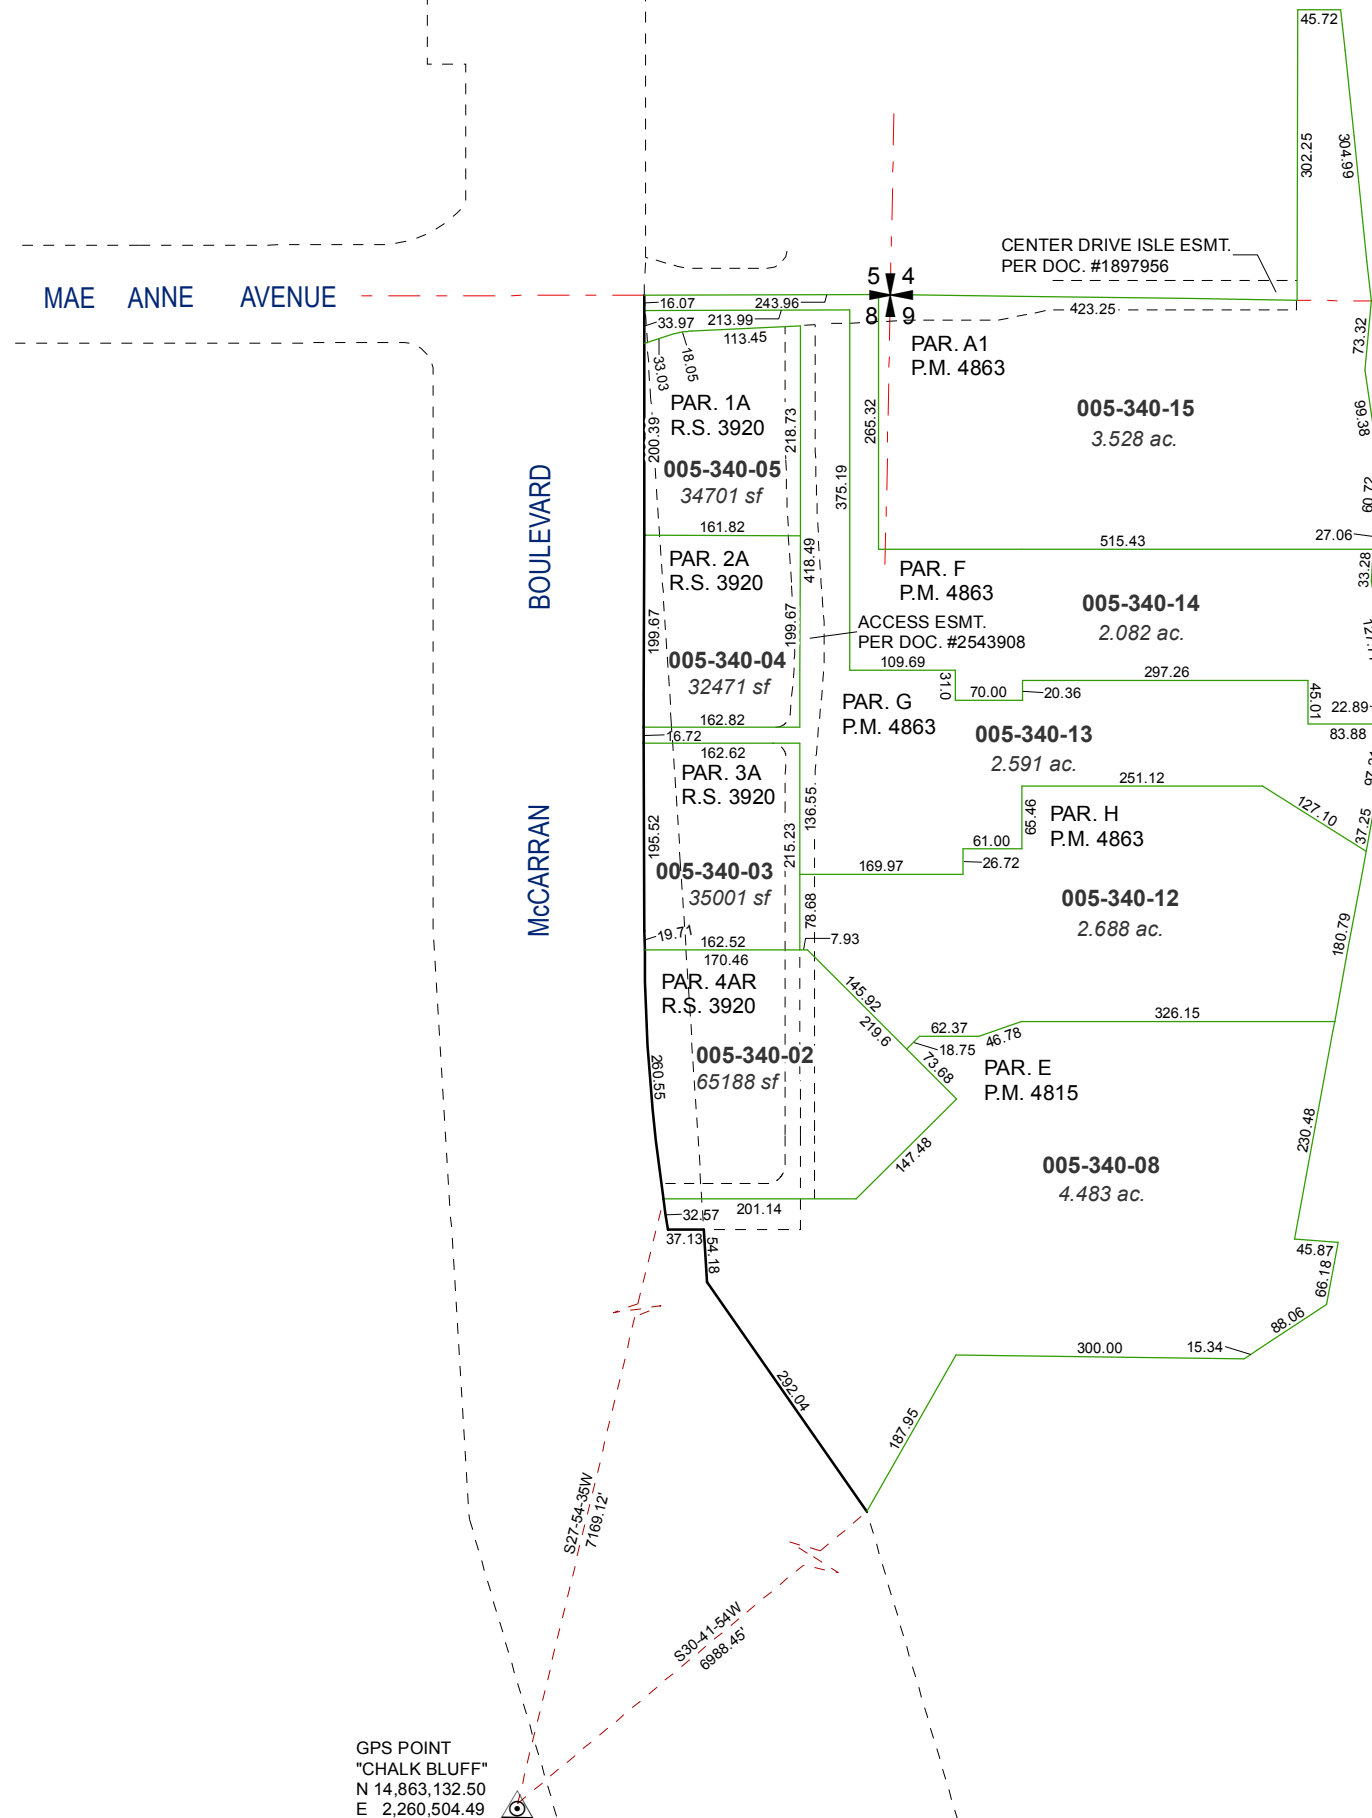 45.72
302.25
304.99
CENTER DRIVE ISLE ESMT.
PER DOC. #1897956
MAE ANNE AVENUE
5 4
8 9
16.07
243.96
423.25
33.97
213.99
113.45
18.05
33.03
73.32
99.38
PAR. A1
P.M. 4863
005-340-15
3.528 ac.
265.32
375.19
PAR. 1A
R.S. 3920
200.39
218.73
005-340-05
34701 sf
161.82
BOULEVARD
418.49
515.43
27.06
33.28
PAR. 2A
R.S. 3920
199.67
199.67
005-340-04
32471 sf
162.82
PAR. F
P.M. 4863
005-340-14
2.082 ac.
ACCESS ESMT.
PER DOC. #2543908
109.69
31.0
70.00
20.36
297.26
45.01
22.89
83.88
16.72
162.62
PAR. G
P.M. 4863
005-340-13
2.591 ac.
PAR. 3A
R.S. 3920
136.55
195.52
215.23
005-340-03
35001 sf
McCARRAN
251.12
127.10
37.25
65.46
61.00
26.72
169.97
78.68
PAR. H
P.M. 4863
005-340-12
2.688 ac.
180.79
19.71
162.52
7.93
170.46
PAR. 4AR
R.S. 3920
145.92
219.6
62.37
46.78
18.75
73.68
326.15
260.55
005-340-02
65188 sf
PAR. E
P.M. 4815
005-340-08
4.483 ac.
147.48
230.48
201.14
32.57
37.13
54.18
45.87
66.18
88.06
15.34
300.00
292.04
187.95
S27-54-35W
7169.12'
S30-41-54W
6988.45'
GPS POINT
"CHALK BLUFF"
N 14,863,132.50
E 2,260,504.49